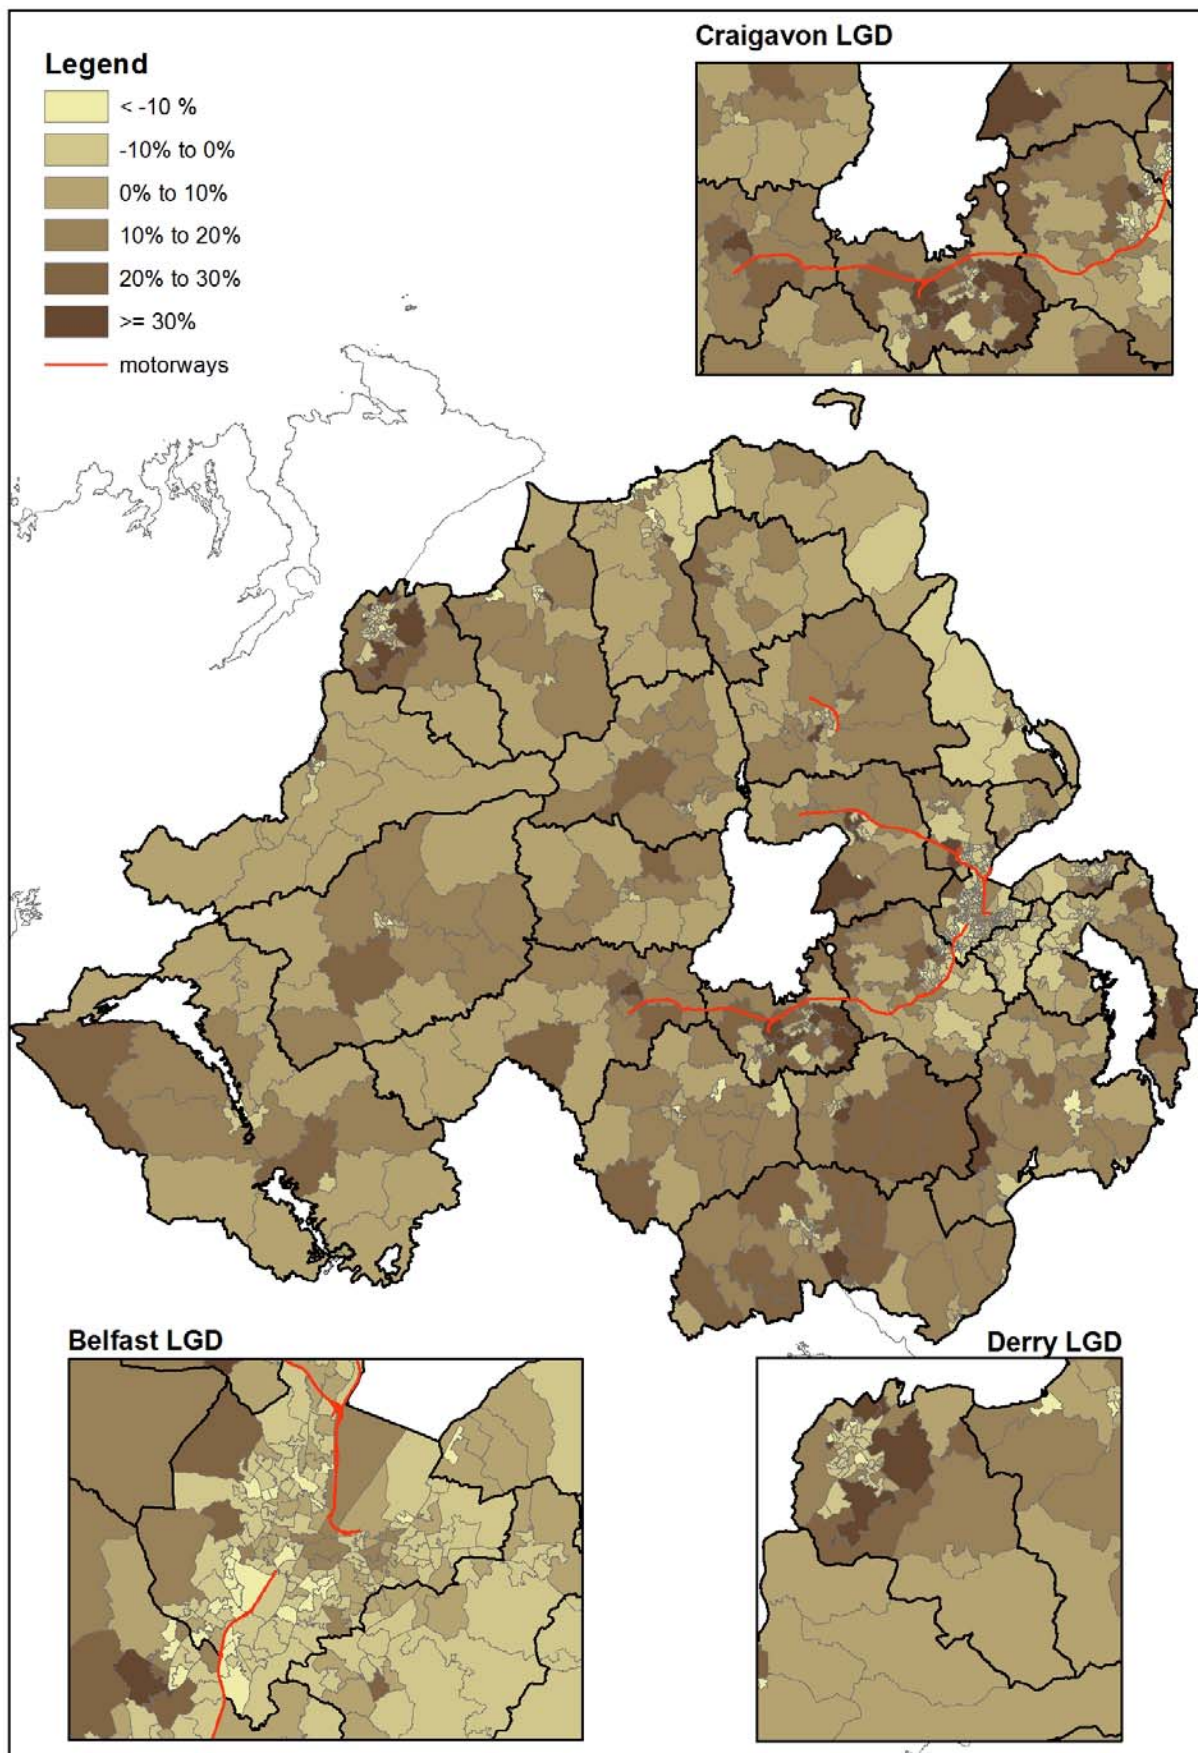 Craigavon LGD
Legend
< -10 %
-10% to 0%
0% to 10%
10% to 20%
20% to 30%
>= 30%
motorways
Belfast LGD
Derry LGD